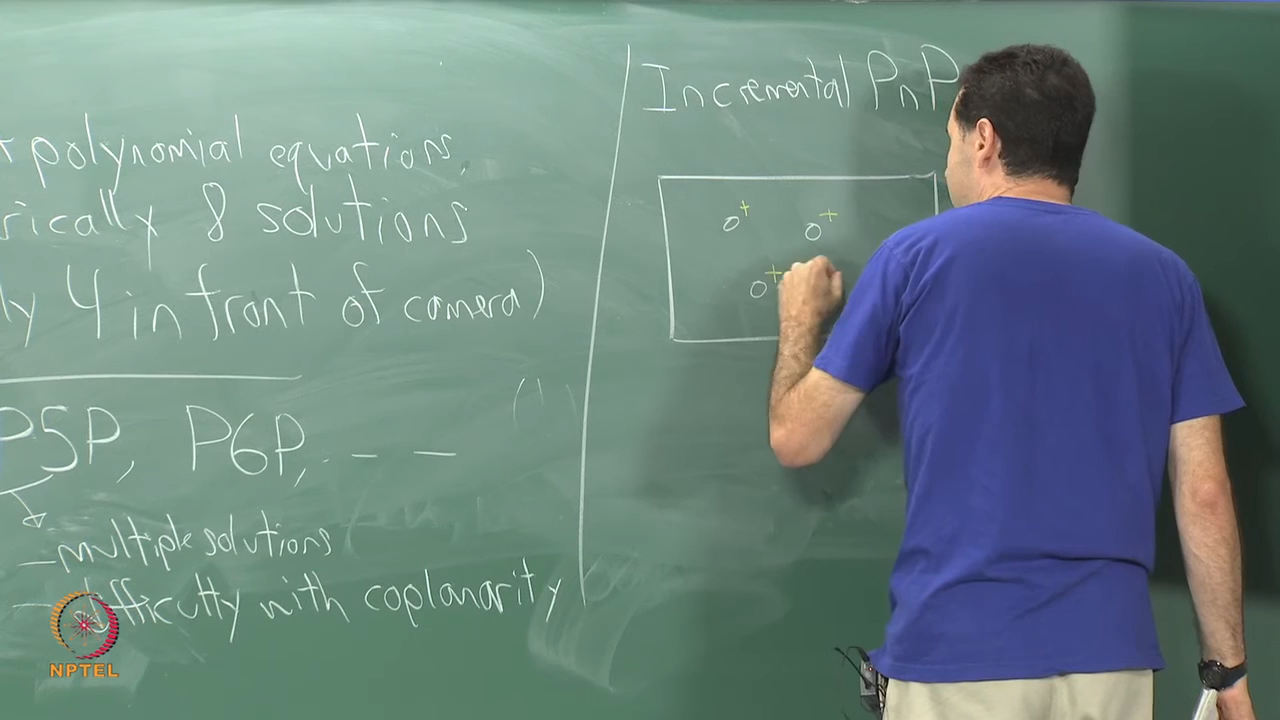 polynomial equations,
rically 8 solutions
ly 4 in front of camera)
P5P, P6P, - - -
- multiple solutions
- difficulty with coplanarity
Incremental PnP
NPTEL